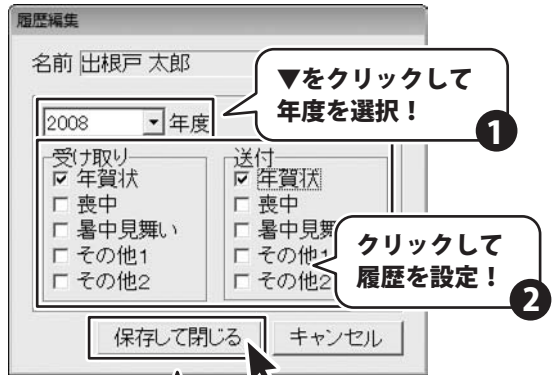 履歴編集
名前 出根戸 太郎
▼をクリックして
年度を選択！
1
2008 年度
受け取り
年賀状
喪中
暑中見舞い
その他1
その他2
送付
年賀状
喪中
暑中見舞
その他1
その他2
クリックして
履歴を設定！
2
保存して閉じる
キャンセル